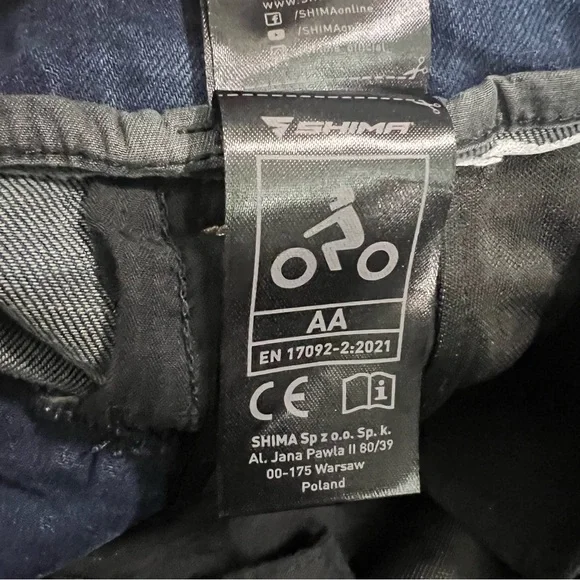 /SHIMAonline
SHIMA
AA
EN 17092-2:2021
CE
i
SHIMA Sp z o.o. Sp. k.
Al. Jana Pawla II 80/39
00-175 Warsaw
Poland